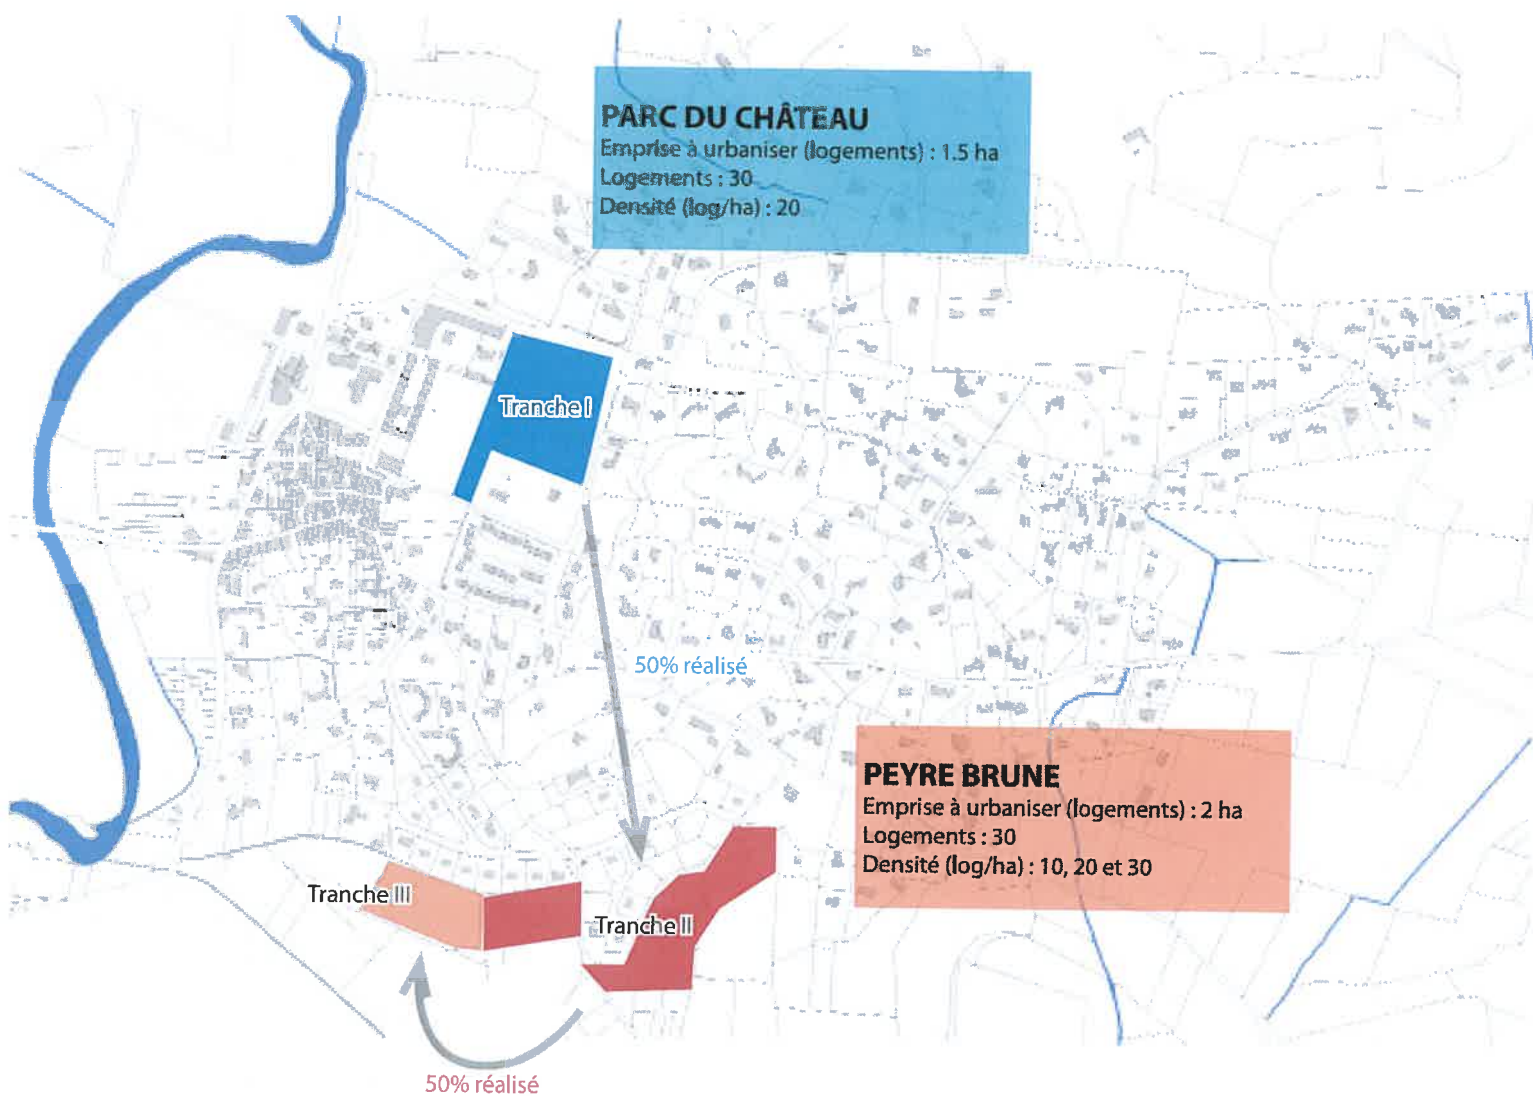 PARC DU CHÂTEAU
Emprise à urbaniser (logements) : 1.5 ha
Logements : 30
Densité (log/ha) : 20
Tranche I
50% réalisé
PEYRE BRUNE
Emprise à urbaniser (logements) : 2 ha
Logements : 30
Densité (log/ha) : 10, 20 et 30
Tranche III
Tranche II
50% réalisé